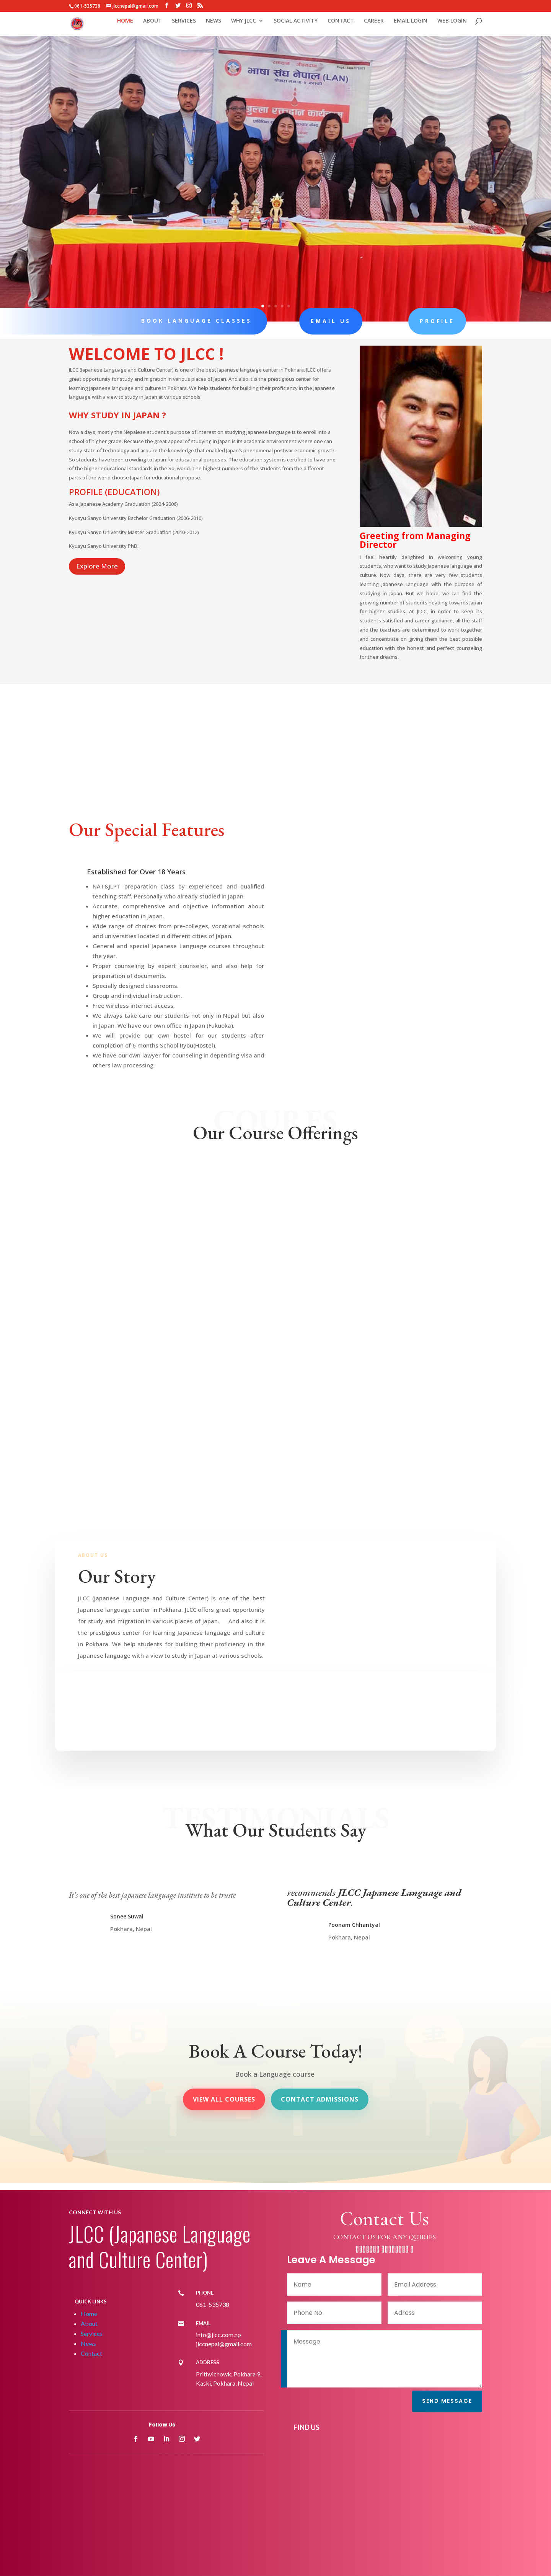 061-535738 jlccnepal@gmail.com
HOME ABOUT SERVICES NEWS WHY JLCC SOCIAL ACTIVITY CONTACT CAREER EMAIL LOGIN WEB LOGIN
भाषा संघ नेपाल (LAN)
BOOK LANGUAGE CLASSES
EMAIL US
PROFILE
WELCOME TO JLCC !
JLCC (Japanese Language and Culture Center) is one of the best Japanese language center in Pokhara. JLCC offers
great opportunity for study and migration in various places of Japan. And also it is the prestigious center for
learning Japanese language and culture in Pokhara. We help students for building their proficiency in the Japanese
language with a view to study in Japan at various schools.
WHY STUDY IN JAPAN ?
Now a days, mostly the Nepalese student's purpose of interest on studying Japanese language is to enroll into a
school of higher grade. Because the great appeal of studying in Japan is its academic environment where one can
study state of technology and acquire the knowledge that enabled Japan's phenomenal postwar economic growth.
So students have been crowding to Japan for educational purposes. The education system is certified to have one
of the higher educational standards in the So, world. The highest numbers of the students from the different
parts of the world choose Japan for educational propose.
PROFILE (EDUCATION)
Asia Japanese Academy Graduation (2004-2006)
Kyusyu Sanyo University Bachelor Graduation (2006-2010)
Kyusyu Sanyo University Master Graduation (2010-2012)
Kyusyu Sanyo University PhD
Explore More
Greeting from Managing
Director
I feel heartily delighted in welcoming young
students, who want to study Japanese language and
culture. Now days, there are very few students
learning Japanese Language with the purpose of
studying in Japan. But we hope, we can find the
growing number of students heading towards Japan
for higher studies. At JLCC, in order to keep its
students satisfied and career guidance, all the staff
and the teachers are determined to work together
and concentrate on giving them the best possible
education with the honest and perfect counseling
for their dreams.
Our Special Features
Established for Over 18 Years
NAT&JLPT preparation class by experienced and qualified
teaching staff. Personally who already studied in Japan.
Accurate, comprehensive and objective information about
higher education in Japan.
Wide range of choices from pre-colleges, vocational schools
and universities located in different cities of Japan.
General and special Japanese Language courses throughout
the year.
Proper counseling by expert counselor, and also help for
preparation of documents.
Specially designed classrooms.
Group and individual instruction.
Free wireless internet access.
We always take care our students not only in Nepal but also
in Japan. We have our own office in Japan (Fukuoka).
We will provide our own hostel for our students after
completion of 6 months School Ryou(Hostel).
We have our own lawyer for counseling in depending visa and
others law processing
Our Course Offerings
ABOUT US
Our Story
JLCC (Japanese Language and Culture Center) is one of the best
Japanese language center in Pokhara. JLCC offers great opportunity
for study and migration in various places of Japan. And also it is
the prestigious center for learning Japanese language and culture
in Pokhara. We help students for building their proficiency in the
Japanese language with a view to study in Japan at various schools.
TESTIMONIALS
What Our Students Say
It's one of the best japanese language institute to be truste
Sonee Suwal
Pokhara, Nepal
recommends JLCC Japanese Language and
Culture Center.
Poonam Chhantyal
Pokhara, Nepal
Book A Course Today!
Book a Language course
VIEW ALL COURSES
CONTACT ADMISSIONS
CONNECT WITH US
JLCC (Japanese Language
and Culture Center)
QUICK LINKS
Home
About
Services
News
Contact
PHONE
061-535738
EMAIL
info@jlcc.com.np
jlccnepal@gmail.com
ADDRESS
Prithvichowk, Pokhara 9,
Kaski, Pokhara, Nepal
Follow Us
Contact Us
CONTACT US FOR ANY QUIRIES
Leave A Message
Name
Email Address
Phone No
Adress
Message
SEND MESSAGE
FIND US